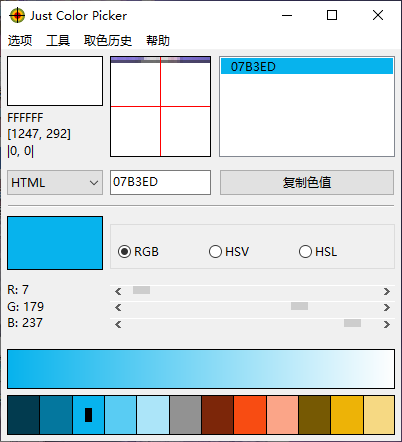 Just Color Picker
选项 工具 取色历史 帮助
FFFFFF
[1247, 292]
|0, 0|
07B3ED
HTML 07B3ED 复制色值
RGB HSV HSL
R: 7
G: 179
B: 237